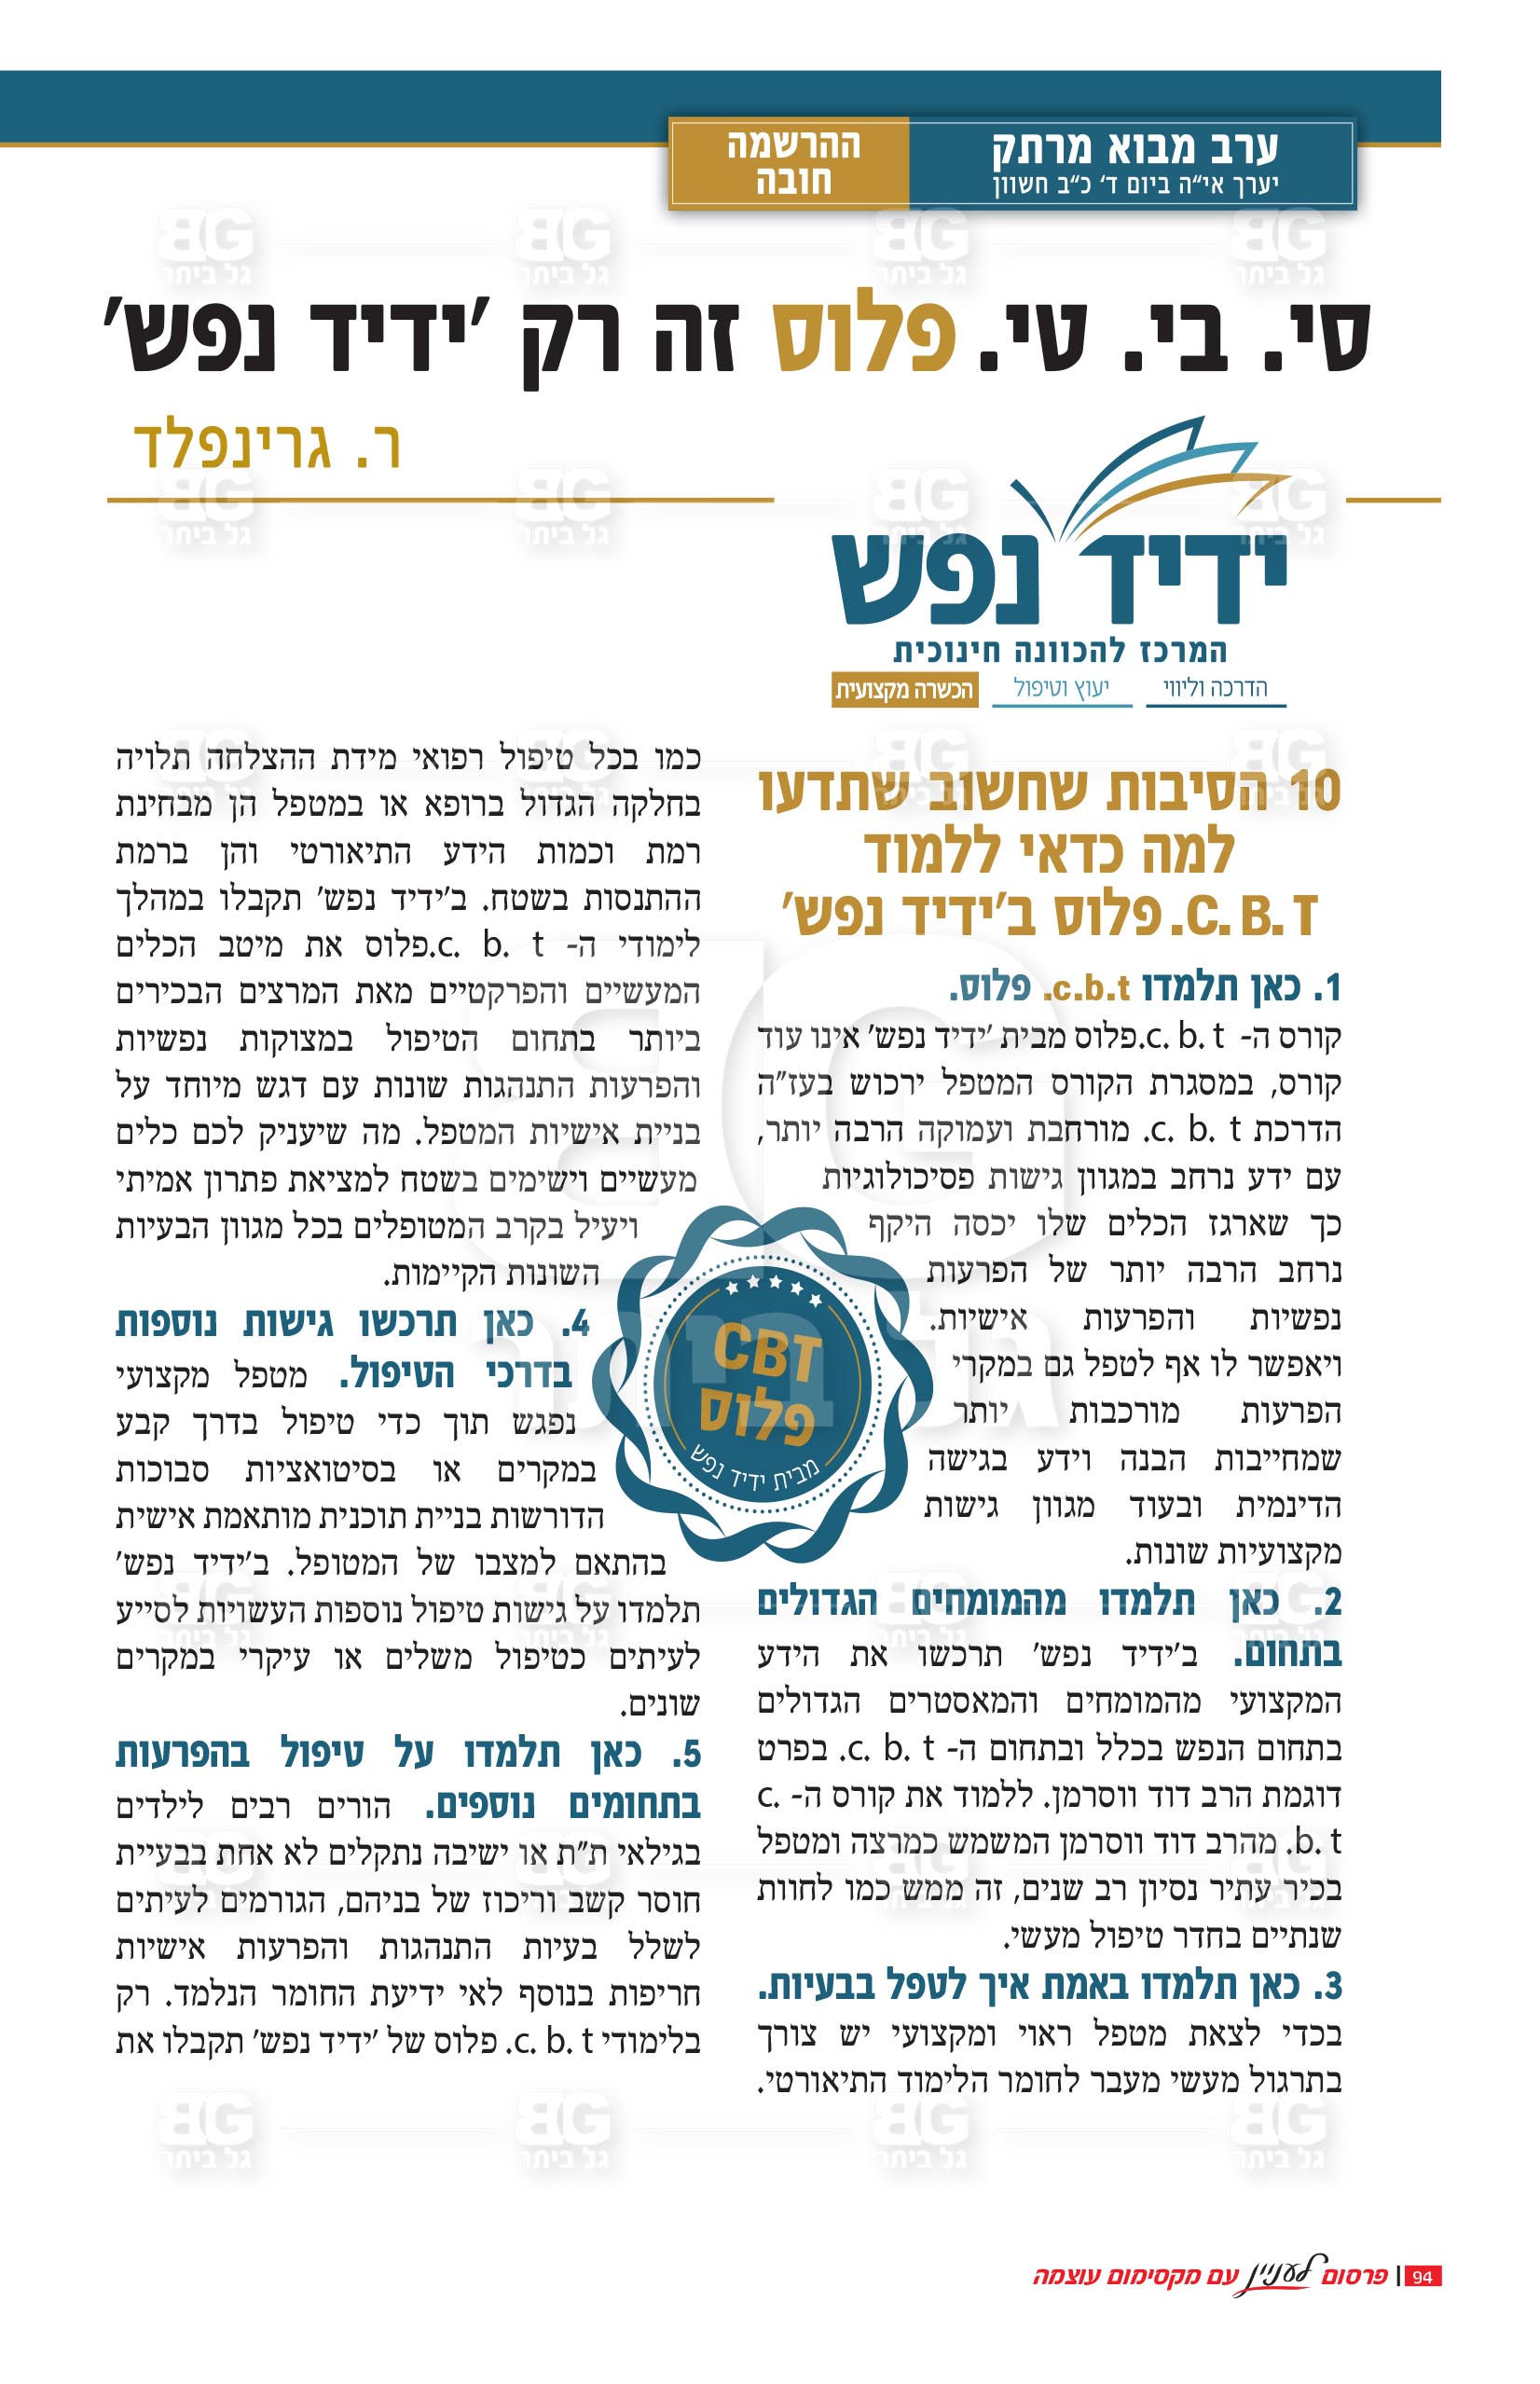 ערב מבוא מרתק
יערך אי"ה ביום ד' כ"ב חשוון
ההרשמה
חובה
סי. בי. טי. פלוס זה רק 'ידיד נפש'
ר. גרינפלד
ידיד נפש
המרכז להכוונה חינוכית
הדרכה וליווי
יעוץ וטיפול
הכשרה מקצועית
10 הסיבות שחשוב שתדעו
למה כדאי ללמוד
C.B.T. פלוס ב'ידיד נפש'
1. כאן תלמדו c.b.t. פלוס.
קורס ה- c. b. t.פלוס מבית 'ידיד נפש' אינו עוד
קורס, במסגרת הקורס המטפל ירכוש בעז"ה
הדרכת c. b. t. מורחבת ועמוקה הרבה יותר,
עם ידע נרחב במגוון גישות פסיכולוגיות
כך שארגז הכלים שלו יכסה היקף
נרחב הרבה יותר של הפרעות
נפשיות והפרעות אישיות.
ויאפשר לו אף לטפל גם במקרי
הפרעות מורכבות יותר
שמחייבות הבנה וידע בגישה
הדינמית ובעוד מגוון גישות
מקצועיות שונות.
2. כאן תלמדו מהמומחים הגדולים
בתחום. ב'ידיד נפש' תרכשו את הידע
המקצועי מהמומחים והמאסטרים הגדולים
בתחום הנפש בכלל ובתחום ה- c. b. t. בפרט
דוגמת הרב דוד ווסרמן. ללמוד את קורס ה- c.
b. t. מהרב דוד ווסרמן המשמש כמרצה ומטפל
בכיר עתיר נסיון רב שנים, זה ממש כמו לחוות
שנתיים בחדר טיפול מעשי.
3. כאן תלמדו באמת איך לטפל בבעיות.
בכדי לצאת מטפל ראוי ומקצועי יש צורך
בתרגול מעשי מעבר לחומר הלימוד התיאורטי.
כמו בכל טיפול רפואי מידת ההצלחה תלויה
בחלקה הגדול ברופא או במטפל הן מבחינת
רמת וכמות הידע התיאורטי והן ברמת
ההתנסות בשטח. ב'ידיד נפש' תקבלו במהלך
לימודי ה- c. b. t.פלוס את מיטב הכלים
המעשיים והפרקטיים מאת המרצים הבכירים
ביותר בתחום הטיפול במצוקות נפשיות
והפרעות התנהגות שונות עם דגש מיוחד על
בניית אישיות המטפל. מה שיעניק לכם כלים
מעשיים וישימים בשטח למציאת פתרון אמיתי
ויעיל בקרב המטופלים בכל מגוון הבעיות
השונות הקיימות.
4. כאן תרכשו גישות נוספות
בדרכי הטיפול. מטפל מקצועי
נפגש תוך כדי טיפול בדרך קבע
במקרים או בסיטואציות סבוכות
הדורשות בניית תוכנית מותאמת אישית
בהתאם למצבו של המטופל. ב'ידיד נפש'
תלמדו על גישות טיפול נוספות העשויות לסייע
לעיתים כטיפול משלים או עיקרי במקרים
שונים.
5. כאן תלמדו על טיפול בהפרעות
בתחומים נוספים. הורים רבים לילדים
בגילאי ת"ת או ישיבה נתקלים לא אחת בבעיית
חוסר קשב וריכוז של בניהם, הגורמים לעיתים
לשלל בעיות התנהגות והפרעות אישיות
חריפות בנוסף לאי ידיעת החומר הנלמד. רק
בלימודי c. b. t. פלוס של 'ידיד נפש' תקבלו את
CBT
פלוס
מבית ידיד נפש
94 | פרסום לעניין עם מקסימום עוצמה
BG
גל ביתר